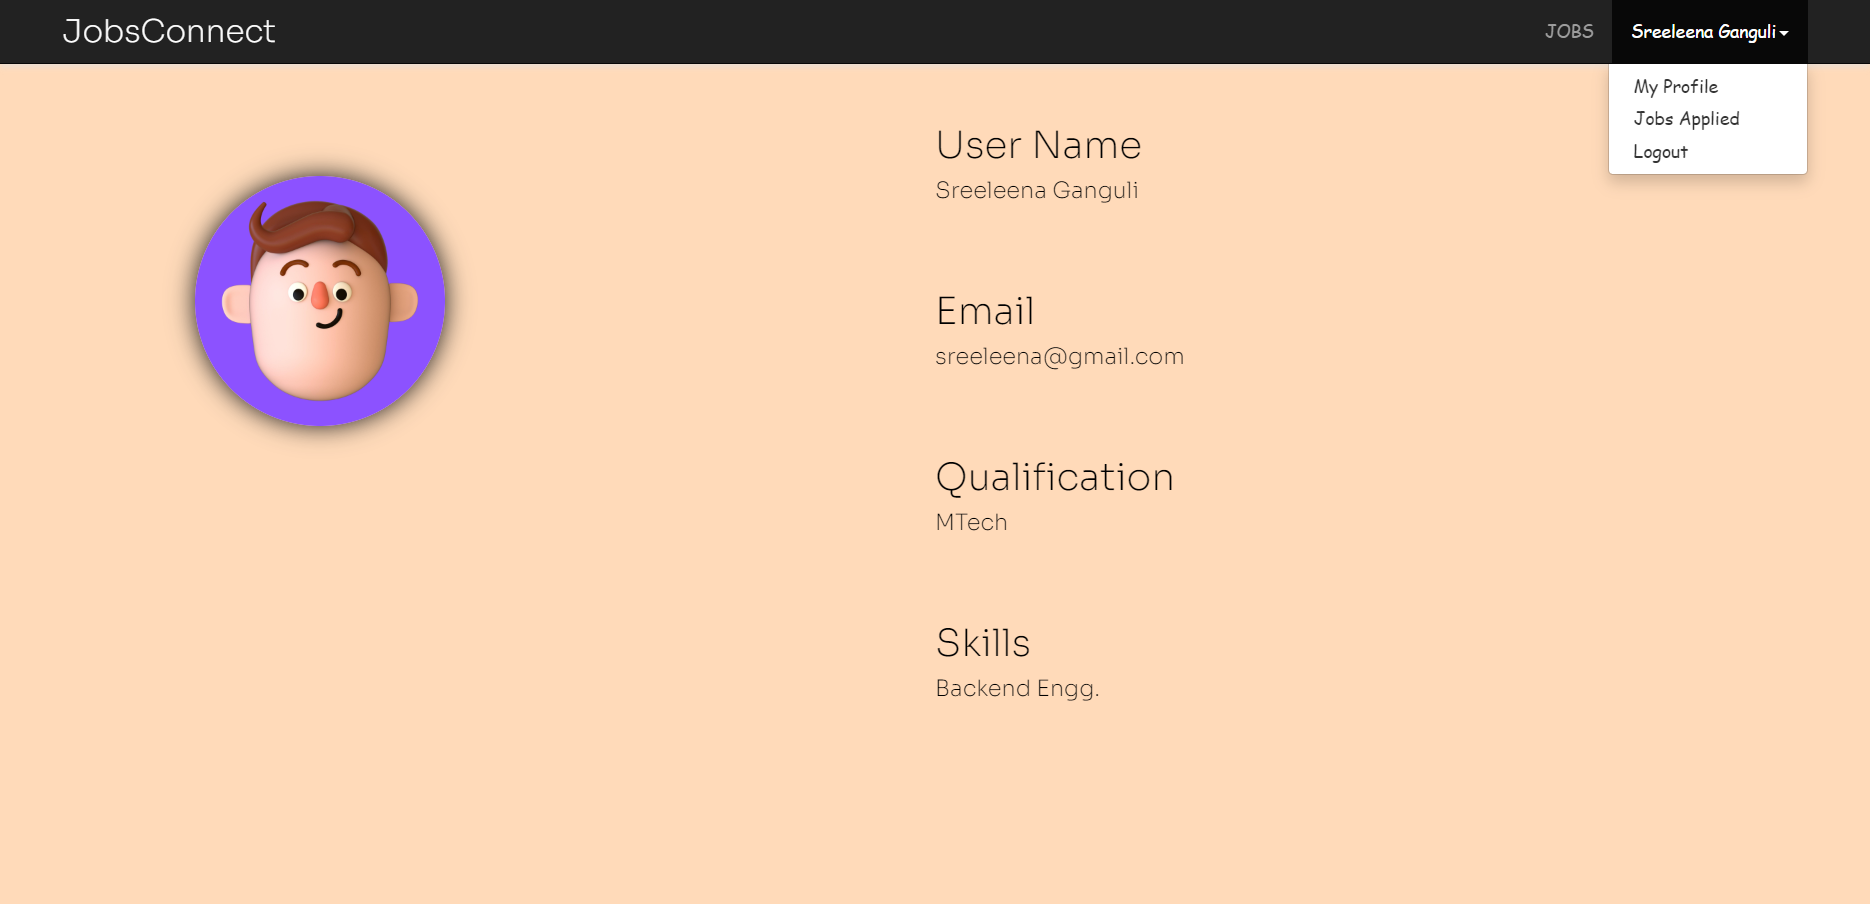 JobsConnect
JOBS
Sreeleena Ganguli
My Profile
Jobs Applied
Logout
User Name
Sreeleena Ganguli
Email
sreeleena@gmail.com
Qualification
MTech
Skills
Backend Engg.